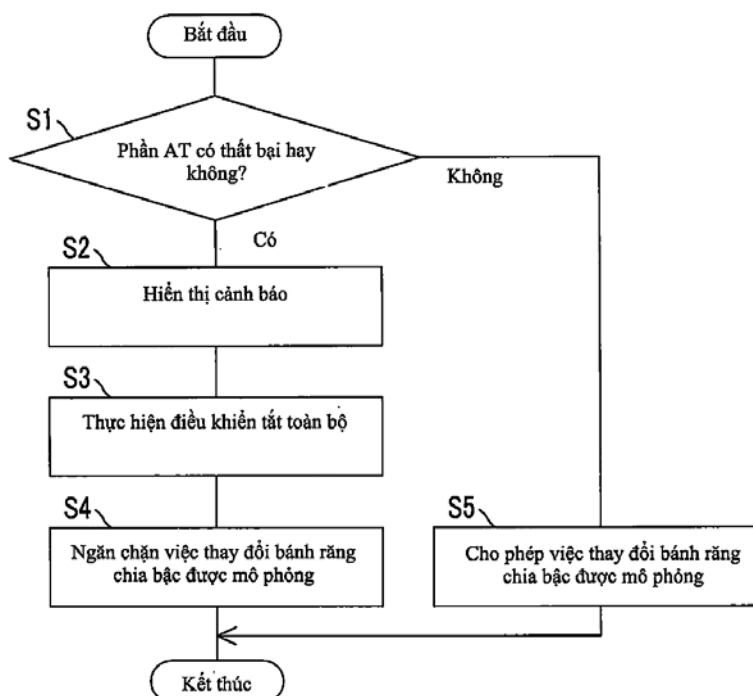 Bắt đầu
S1
Phần AT có thất bại hay
không?
Không
Có
S2
Hiển thị cảnh báo
S3
Thực hiện điều khiển tắt toàn bộ
S4
Ngăn chặn việc thay đổi bánh răng
chia bậc được mô phỏng
S5
Cho phép việc thay đổi bánh răng
chia bậc được mô phỏng
Kết thúc